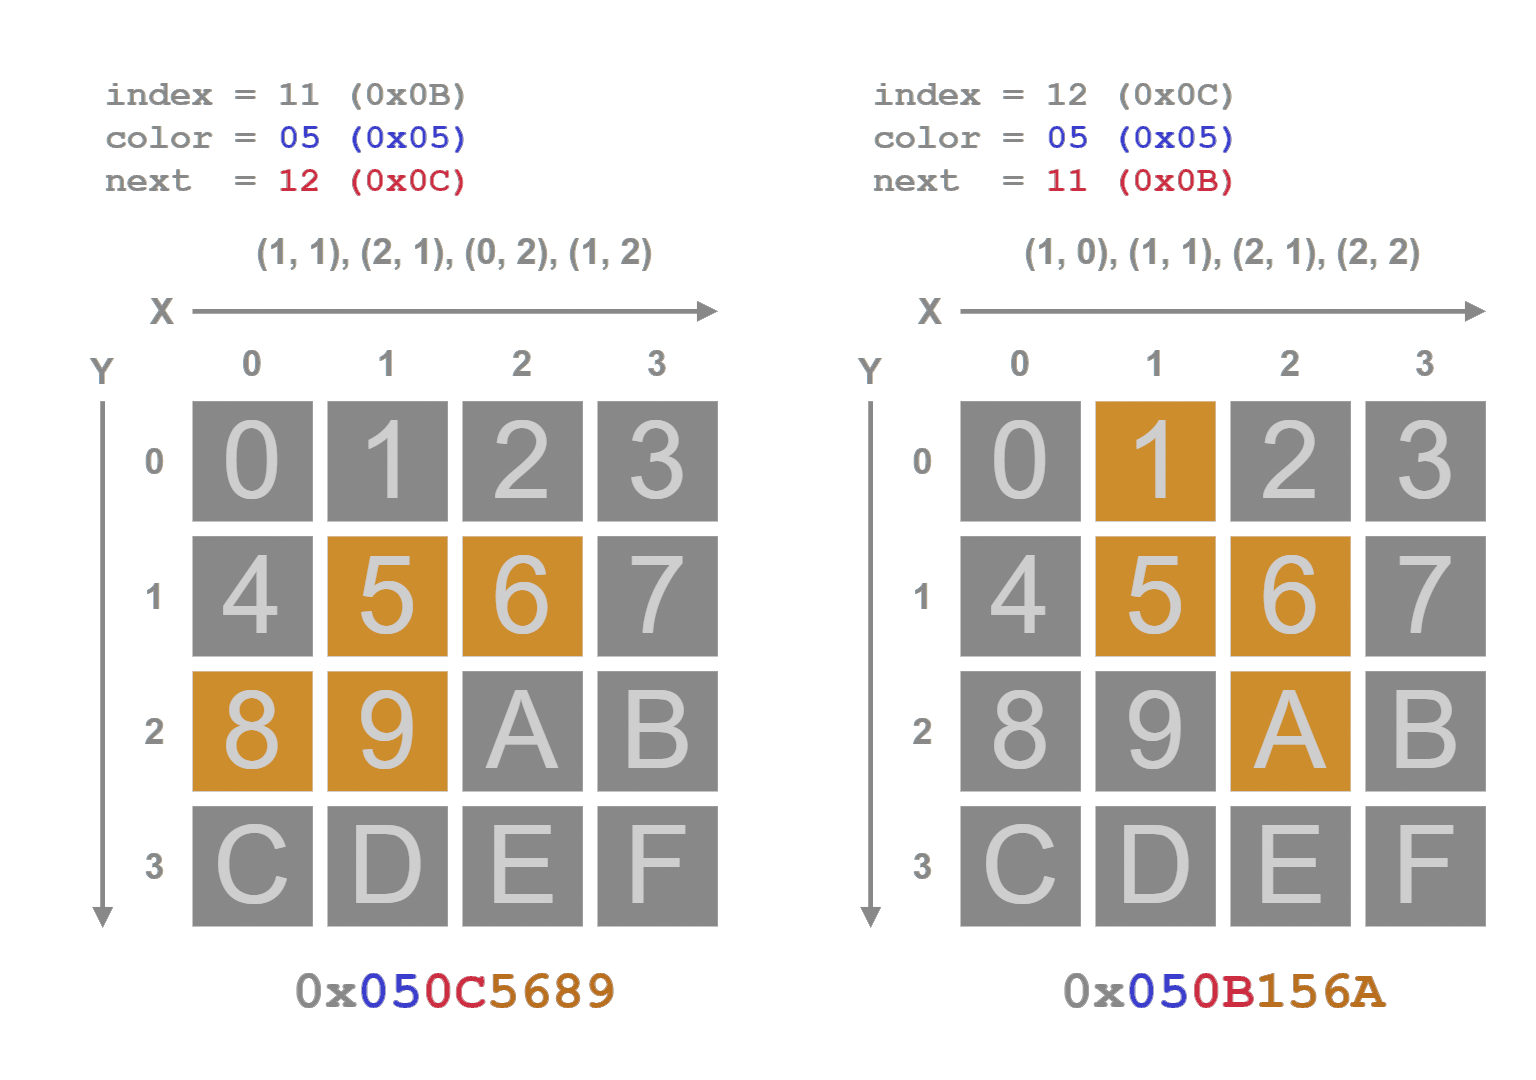 index = 11 (0x0B)
color = 05 (0x05)
next = 12 (0x0C)
(1, 1), (2, 1), (0, 2), (1, 2)
X
Y
0 1 2 3
0 0 1 2 3
1 4 5 6 7
2 8 9 A B
3 C D E F
0x050C5689
index = 12 (0x0C)
color = 05 (0x05)
next = 11 (0x0B)
(1, 0), (1, 1), (2, 1), (2, 2)
X
Y
0 1 2 3
0 0 1 2 3
1 4 5 6 7
2 8 9 A B
3 C D E F
0x050B156A